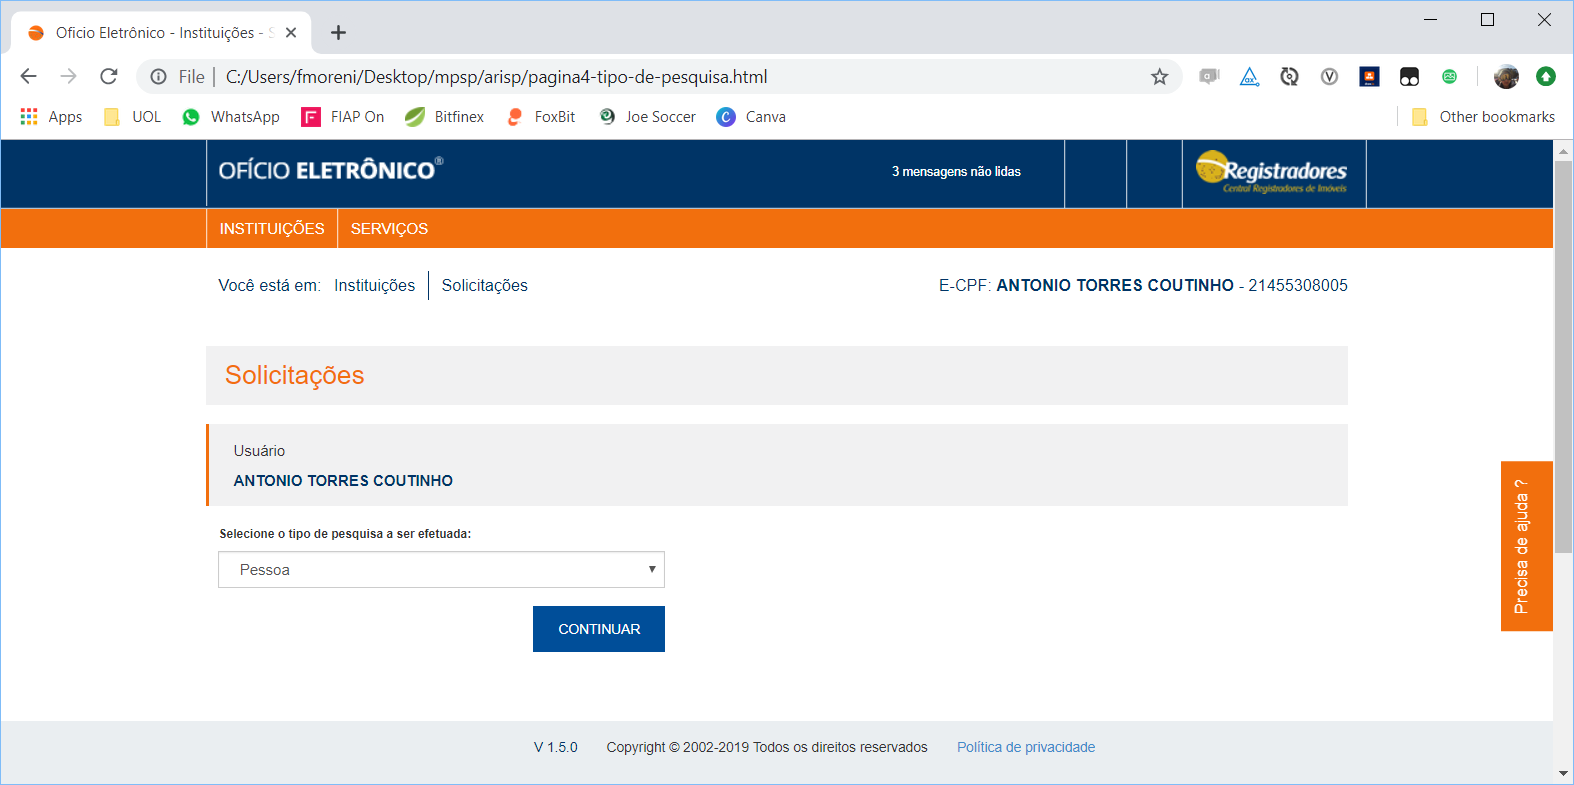 Ofício Eletrônico - Instituições - S
File
C:/Users/fmoreni/Desktop/mpsp/arisp/pagina4-tipo-de-pesquisa.html
Apps
UOL
WhatsApp
FIAP On
Bitfinex
FoxBit
Joe Soccer
Canva
Other bookmarks
OFÍCIO ELETRÔNICO®
3 mensagens não lidas
Registradores
Central Registradores de Imóveis
INSTITUIÇÕES
SERVIÇOS
Você está em: Instituições Solicitações
E-CPF: ANTONIO TORRES COUTINHO - 21455308005
Solicitações
Usuário
ANTONIO TORRES COUTINHO
Selecione o tipo de pesquisa a ser efetuada:
Pessoa
CONTINUAR
Precisa de ajuda ?
V 1.5.0
Copyright © 2002-2019 Todos os direitos reservados
Política de privacidade